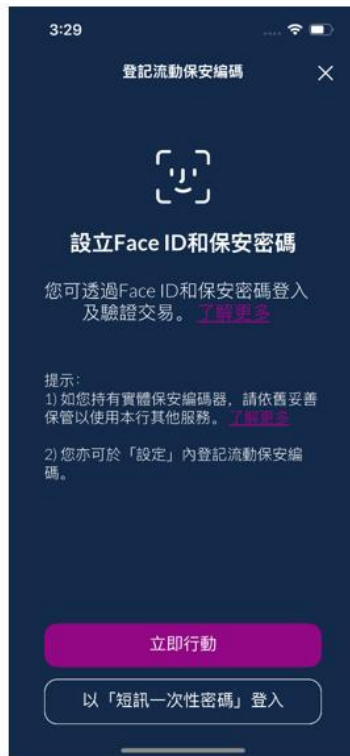 3:29
登記流動保安編碼
設立Face ID和保安密碼
您可透過Face ID和保安密碼登入
及驗證交易。 了解更多
提示:
1) 如您持有實體保安編碼器，請依舊妥善
保管以使用本行其他服務。 了解更多
2) 您亦可於「設定」內登記流動保安編
碼。
立即行動
以「短訊一次性密碼」登入